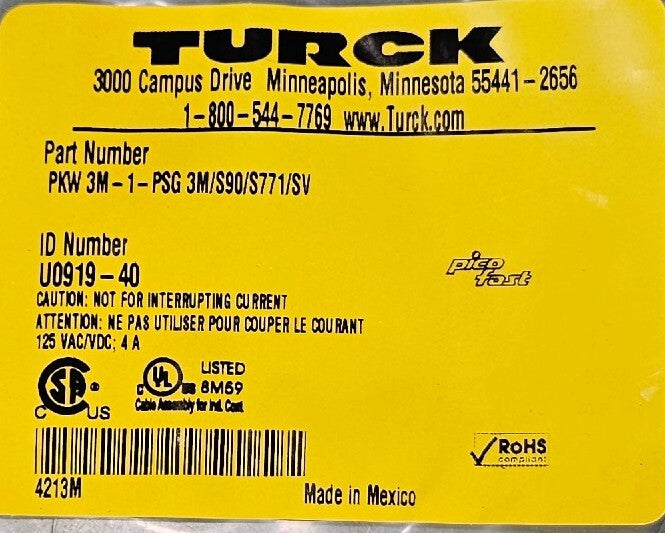 TURCK
3000 Campus Drive Minneapolis, Minnesota 55441-2656
1-800-544-7769 www.Turck.com
Part Number
PKW 3M-1-PSG 3M/S90/S771/SV
ID Number
U0919-40
pico fast
CAUTION: NOT FOR INTERRUPTING CURRENT
ATTENTION: NE PAS UTILISER POUR COUPER LE COURANT
125 VAC/VDC; 4 A
C SA ® US
C UL US LISTED
8M69
Cable Assembly for Ind. Cont.
RoHS
compliant
4213M
Made in Mexico